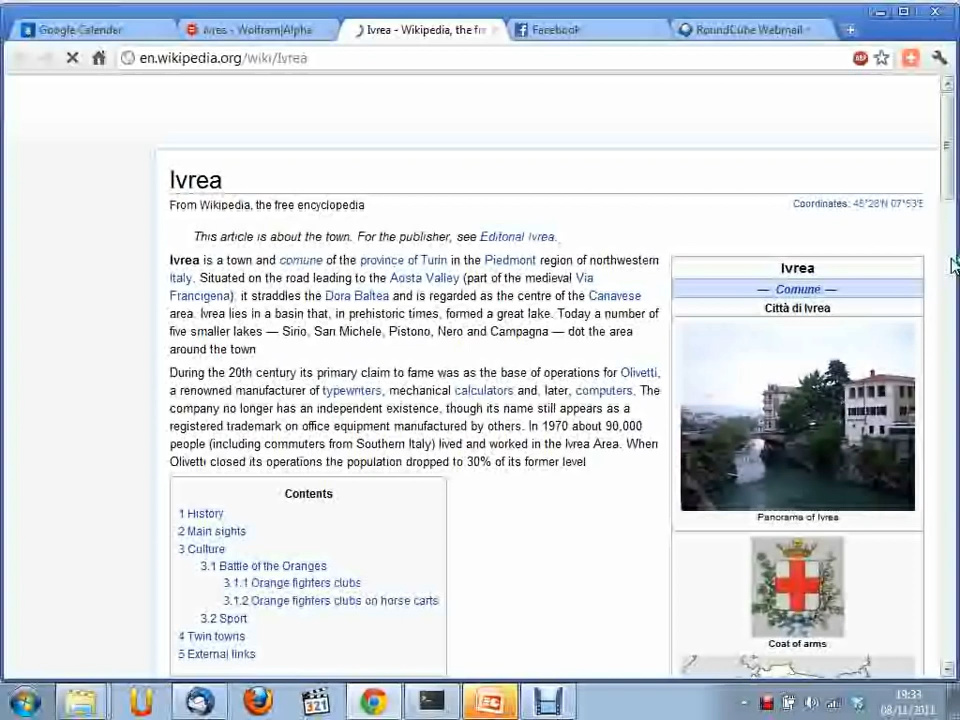 Google Calendar
Ivrea - Wolfram|Alpha
Ivrea - Wikipedia, the fr
Facebook
RoundCube Webmail
en.wikipedia.org/wiki/Ivrea
ABP
Ivrea
From Wikipedia, the free encyclopedia
Coordinates: 45°28'N 07°53'E
This article is about the town. For the publisher, see Editorial Ivrea.
Ivrea is a town and comune of the province of Turin in the Piedmont region of northwestern
Italy. Situated on the road leading to the Aosta Valley (part of the medieval Via
Francigena), it straddles the Dora Baltea and is regarded as the centre of the Canavese
area. Ivrea lies in a basin that, in prehistoric times, formed a great lake. Today a number of
five smaller lakes — Sirio, San Michele, Pistono, Nero and Campagna — dot the area
around the town
During the 20th century its primary claim to fame was as the base of operations for Olivetti,
a renowned manufacturer of typewriters, mechanical calculators and, later, computers. The
company no longer has an independent existence, though its name still appears as a
registered trademark on office equipment manufactured by others. In 1970 about 90,000
people (including commuters from Southern Italy) lived and worked in the Ivrea Area. When
Olivetti closed its operations the population dropped to 30% of its former level
Contents
1 History
2 Main sights
3 Culture
3.1 Battle of the Oranges
3.1.1 Orange fighters clubs
3.1.2 Orange fighters clubs on horse carts
3.2 Sport
4 Twin towns
5 External links
Ivrea
— Comune —
Città di Ivrea
Panorama of Ivrea
Coat of arms
321
19:33
08/11/2011